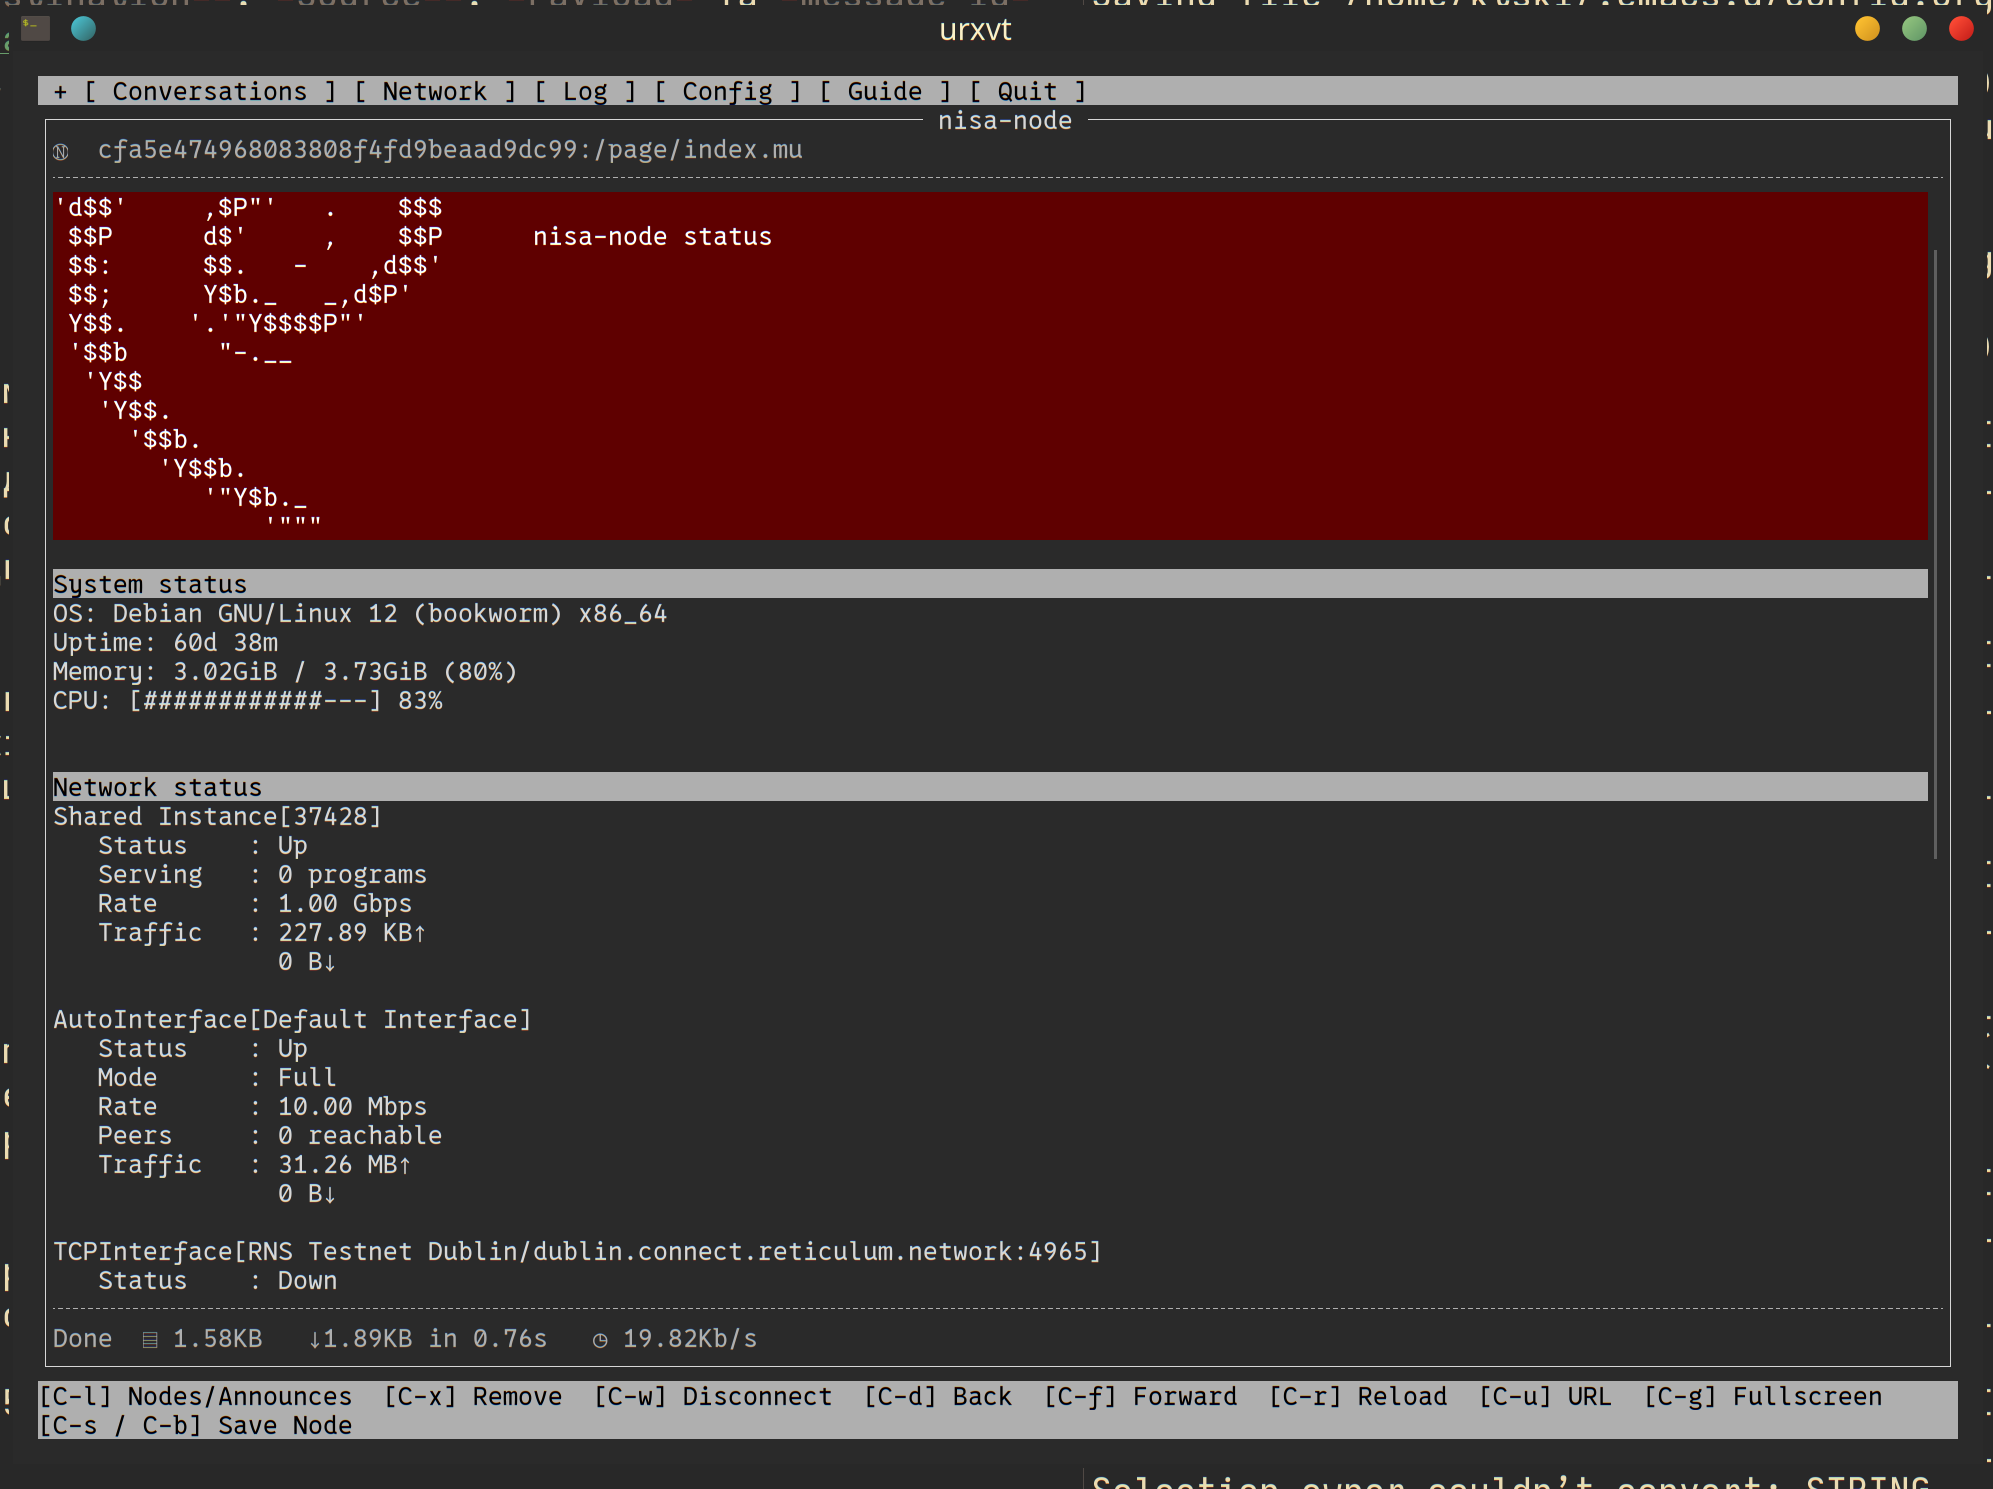 urxvt
+ [ Conversations ] [ Network ] [ Log ] [ Config ] [ Guide ] [ Quit ]
nisa-node
cfa5e474968083808f4fd9beaad9dc99:/page/index.mu
'd$$'     ,$P"'   .    $$$
 $$P      d$'     ,    $$P      nisa-node status
 $$:      $$.   -    ,d$$'
 $$;      Y$b._   _,d$P'
 Y$$.    '.'"Y$$$$P"'
 '$$b      "-.__
  'Y$$
   'Y$$.
     '$$b.
       'Y$$b.
          '"Y$b._
              '"""
System status
OS: Debian GNU/Linux 12 (bookworm) x86_64
Uptime: 60d 38m
Memory: 3.02GiB / 3.73GiB (80%)
CPU: [############---] 83%
Network status
Shared Instance[37428]
   Status    : Up
   Serving   : 0 programs
   Rate      : 1.00 Gbps
   Traffic   : 227.89 KB↑
               0 B↓
AutoInterface[Default Interface]
   Status    : Up
   Mode      : Full
   Rate      : 10.00 Mbps
   Peers     : 0 reachable
   Traffic   : 31.26 MB↑
               0 B↓
TCPInterface[RNS Testnet Dublin/dublin.connect.reticulum.network:4965]
   Status    : Down
Done  1.58KB   ↓1.89KB in 0.76s   19.82Kb/s
[C-l] Nodes/Announces  [C-x] Remove  [C-w] Disconnect  [C-d] Back  [C-f] Forward  [C-r] Reload  [C-u] URL  [C-g] Fullscreen
[C-s / C-b] Save Node
Selection owner couldn't convert: STRING